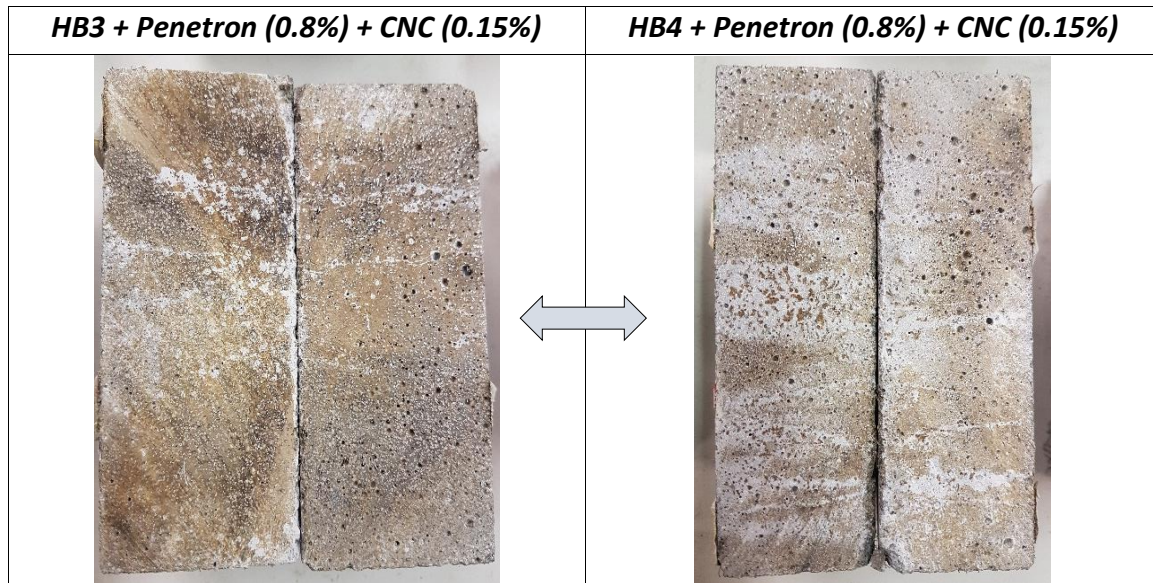 HB3 + Penetron (0.8%) + CNC (0.15%)
HB4 + Penetron (0.8%) + CNC (0.15%)